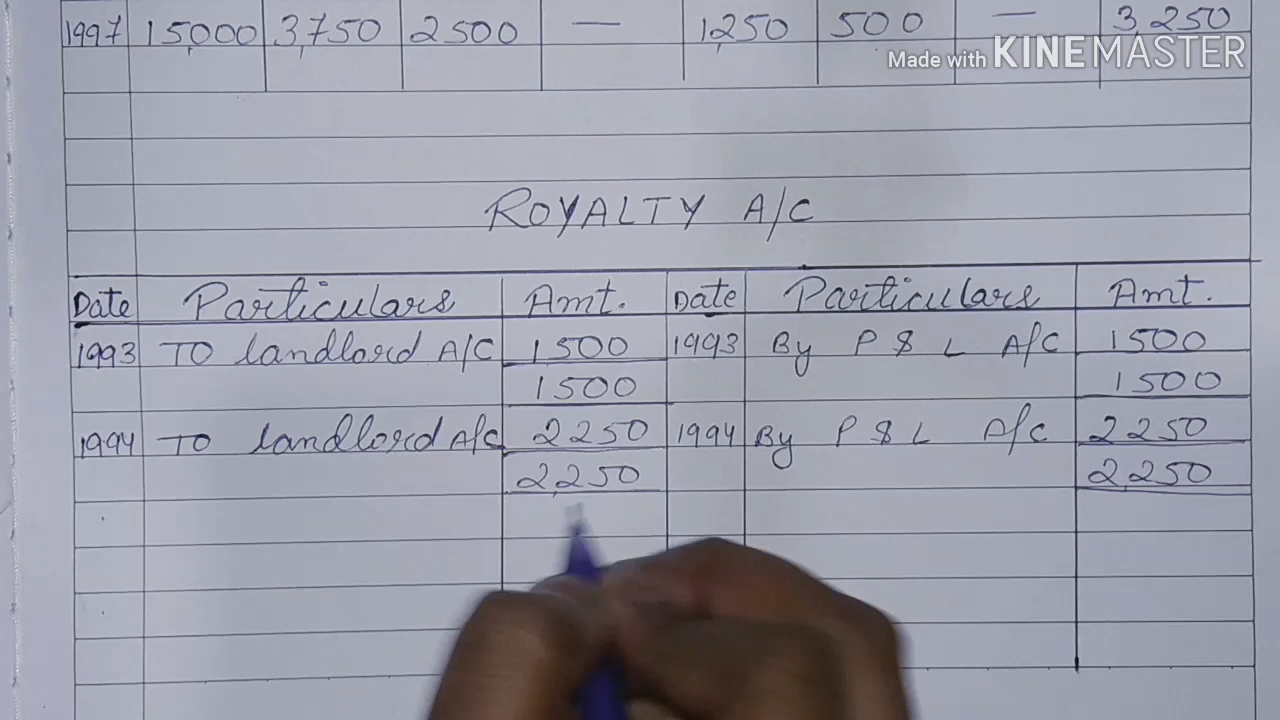 1997 15,000 3,750 2500 — 1,250 500 — 3,250
Made with KINEMASTER
ROYALTY A/C
Date Particulars Amt. Date Particulars Amt.
1993 TO landlord A/C 1500 1993 By P & L A/C 1500
1500 1500
1994 TO landlord A/C 2250 1994 By P & L A/C 2250
2,250 2,250